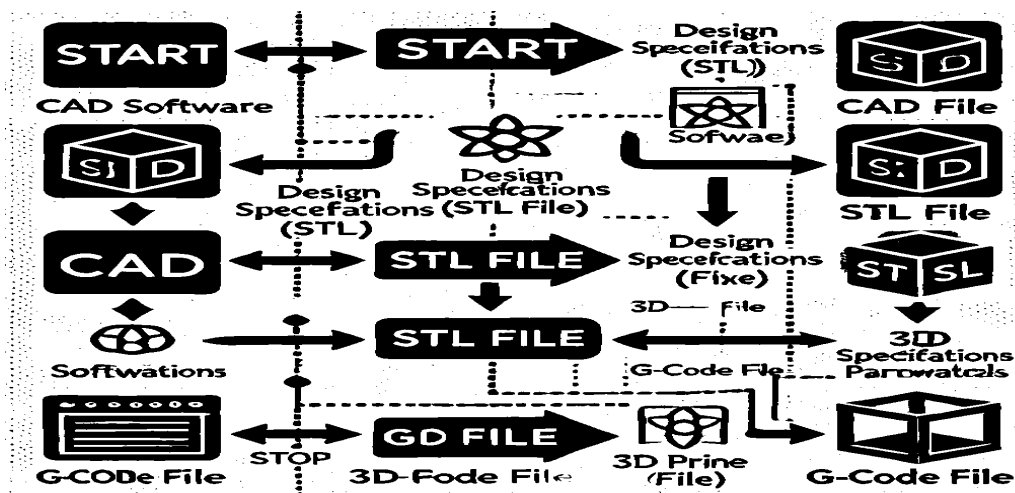 START
START
Design
Speceifations
(STL))
S D
CAD Software
CAD File
Sofwae)
S D
S: D
Design
Specefcations
(STL File)
Design
Specefations
(STL)
STL File
CAD
STL FILE
Design
Specefcations
(Fixe)
ST SL
3D— File
STL FILE
3D
Specifations
Parrowatcals
Softwations
G-Code File
GD FILE
STOP
G-CODe File
3D-Fode File
3D Prine
(File)
G-Code File